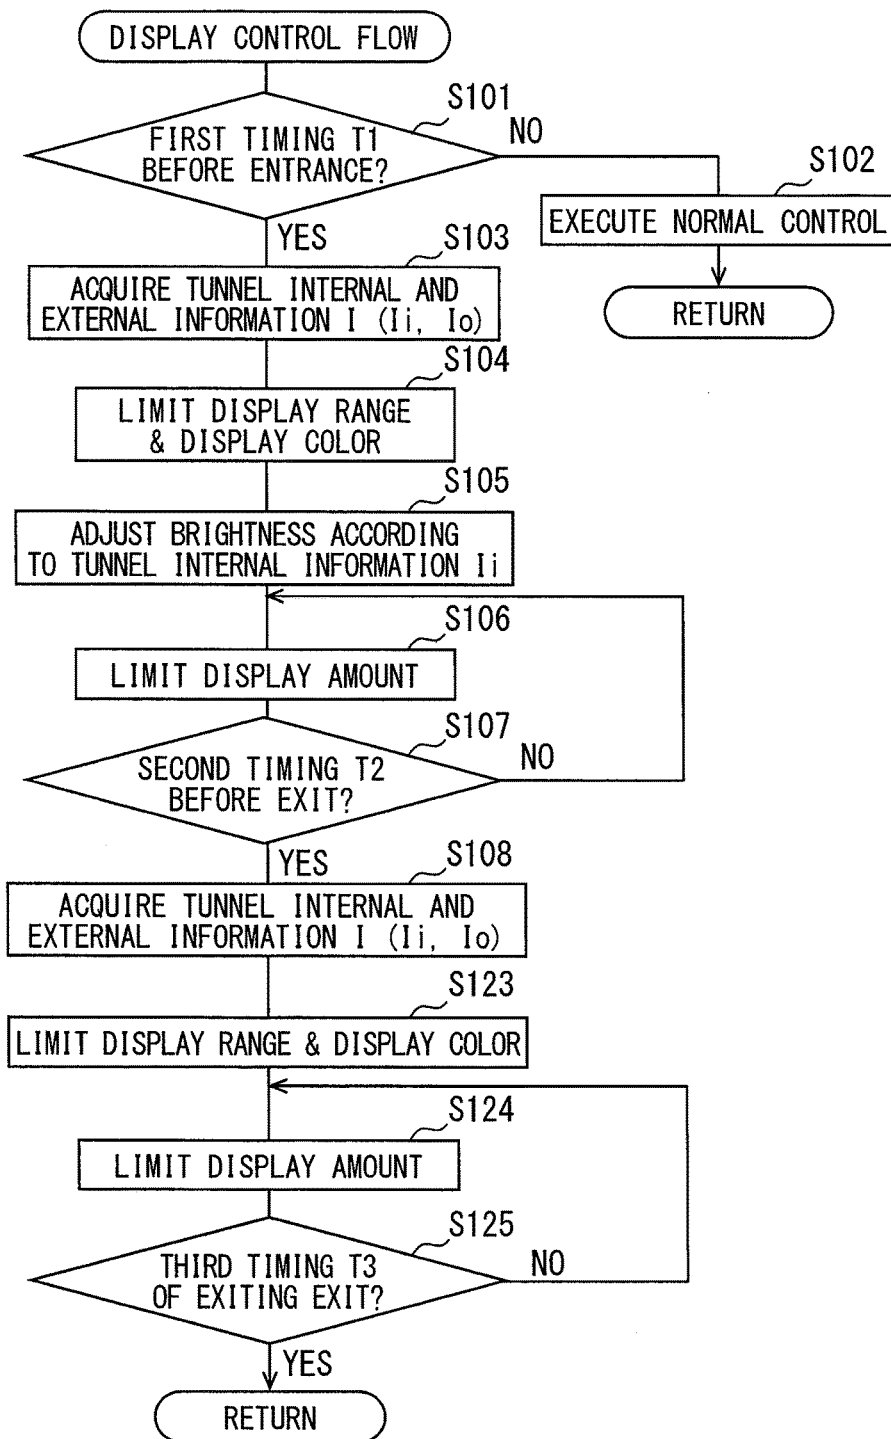 DISPLAY CONTROL FLOW
S101
FIRST TIMING T1
BEFORE ENTRANCE?
NO
S102
EXECUTE NORMAL CONTROL
RETURN
YES
S103
ACQUIRE TUNNEL INTERNAL AND
EXTERNAL INFORMATION I (Ii, Io)
S104
LIMIT DISPLAY RANGE
& DISPLAY COLOR
S105
ADJUST BRIGHTNESS ACCORDING
TO TUNNEL INTERNAL INFORMATION Ii
S106
LIMIT DISPLAY AMOUNT
S107
SECOND TIMING T2
BEFORE EXIT?
NO
YES
S108
ACQUIRE TUNNEL INTERNAL AND
EXTERNAL INFORMATION I (Ii, Io)
S123
LIMIT DISPLAY RANGE & DISPLAY COLOR
S124
LIMIT DISPLAY AMOUNT
S125
THIRD TIMING T3
OF EXITING EXIT?
NO
YES
RETURN